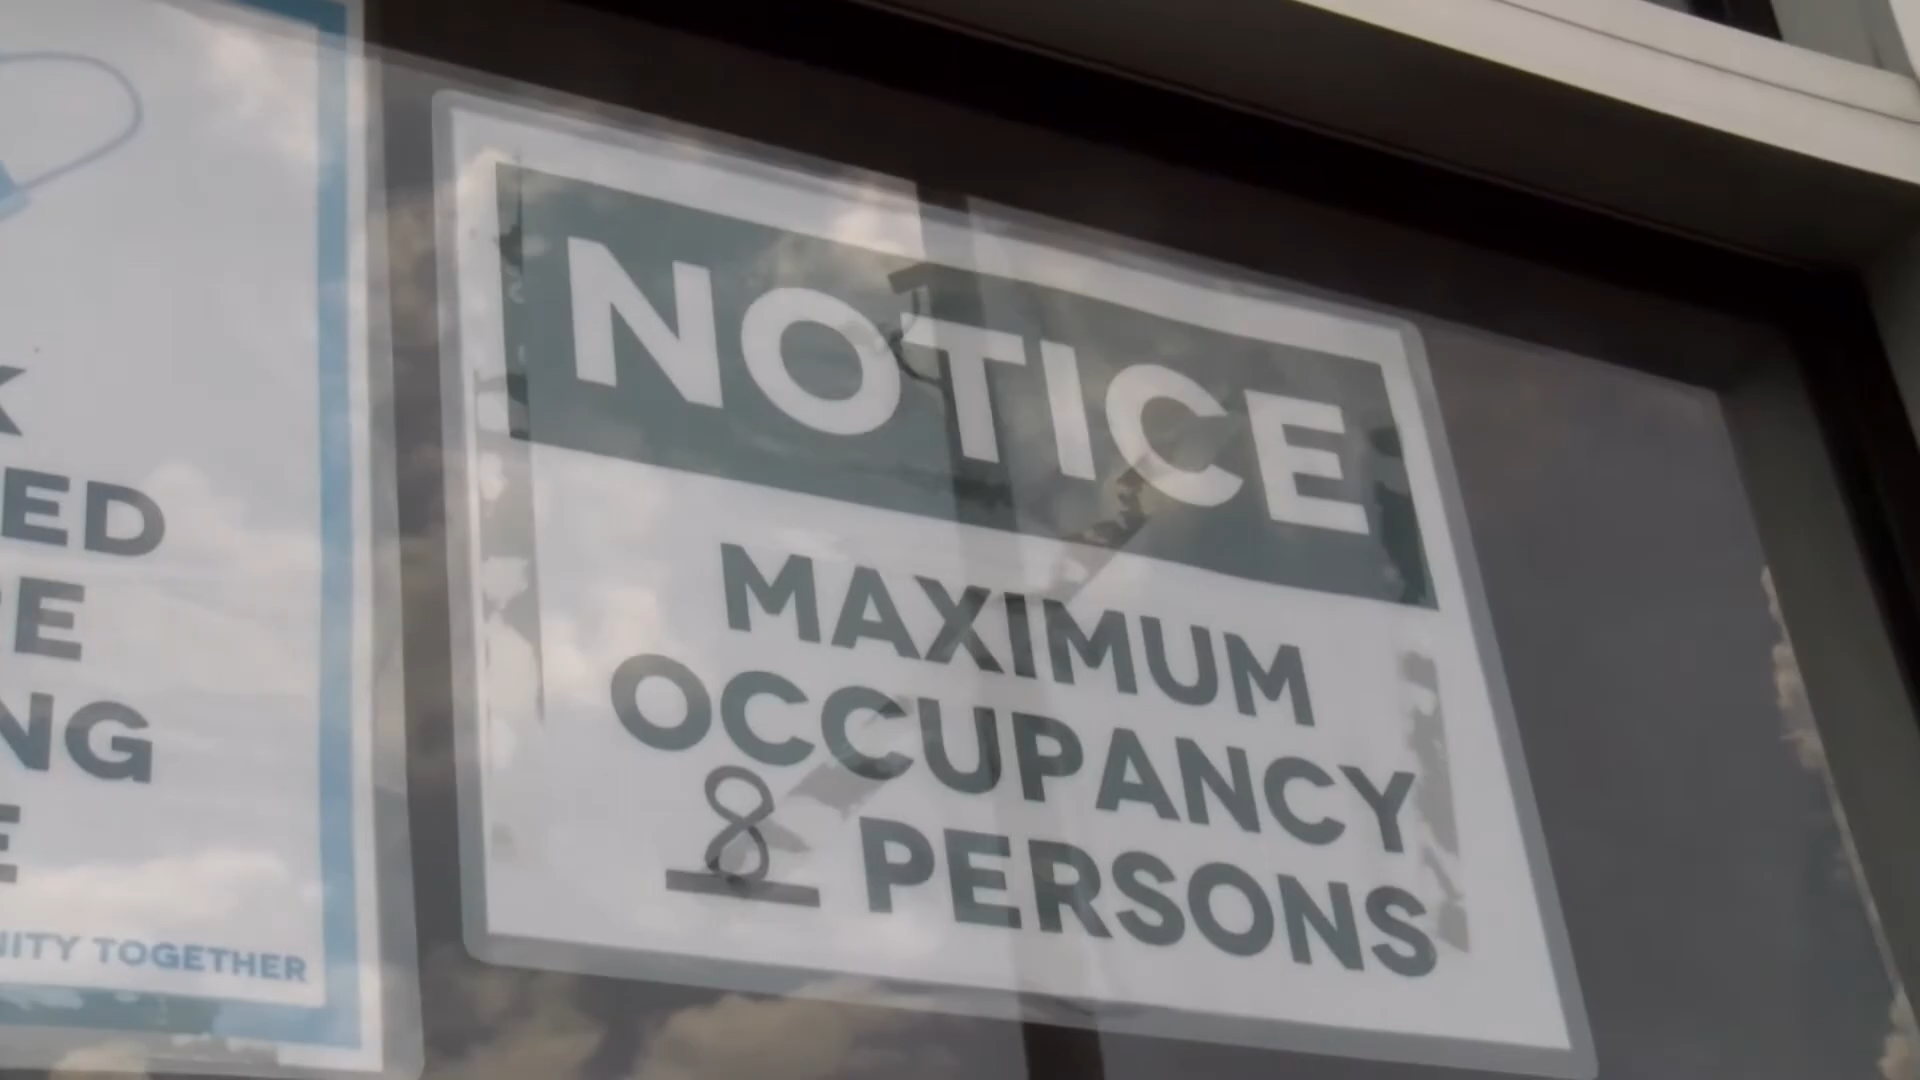 ED
NG
NITY TOGETHER
NOTICE
MAXIMUM
OCCUPANCY
8 PERSONS